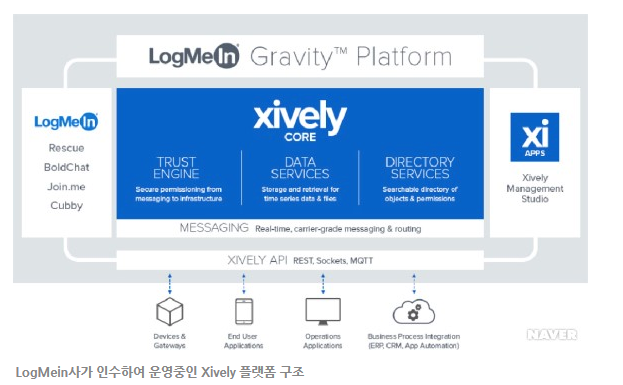 LogMeIn Gravity™ Platform
LogMeIn
Rescue
BoldChat
Join.me
Cubby
xively
CORE
TRUST
ENGINE
Secure permissioning from
messaging to infrastructure
DATA
SERVICES
Storage and retrieval for
time series data & files
DIRECTORY
SERVICES
Searchable directory of
objects & permissions
xi
APPS
Xively
Management
Studio
MESSAGING Real-time, carrier-grade messaging & routing
XIVELY API REST, Sockets, MQTT
Devices &
Gateways
End User
Applications
Operations
Applications
Business Process Integration
(ERP, CRM, App Automation)
NAVER
LogMein사가 인수하여 운영중인 Xively 플랫폼 구조